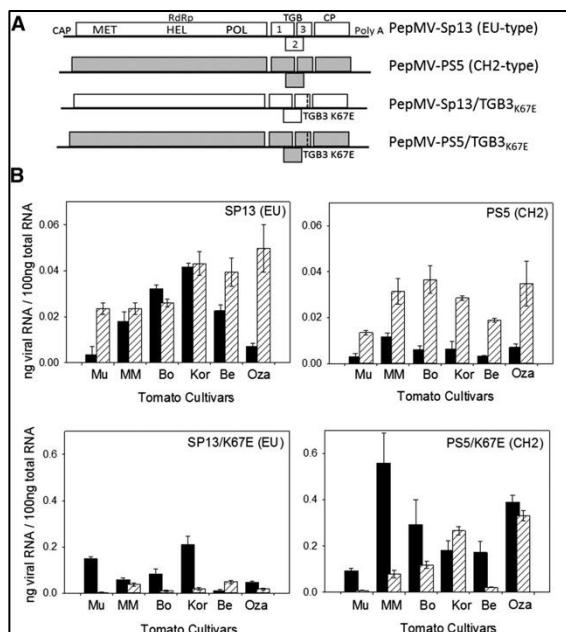 A
RdRp TGB CP
CAP MET HEL POL 1 3 Poly A PepMV-Sp13 (EU-type)
2
PepMV-PS5 (CH2-type)
PepMV-Sp13/TGB3K67E
TGB3 K67E
PepMV-PS5/TGB3K67E
TGB3 K67E
B
SP13 (EU)
ng viral RNA / 100ng total RNA
0.06
0.04
0.02
0.00
Mu MM Bo Kor Be Oza
Tomato Cultivars
PS5 (CH2)
0.06
0.04
0.02
0.00
Mu MM Bo Kor Be Oza
Tomato Cultivars
SP13/K67E (EU)
ng viral RNA / 100ng total RNA
0.6
0.4
0.2
0.0
Mu MM Bo Kor Be Oza
Tomato Cultivars
PS5/K67E (CH2)
0.6
0.4
0.2
0.0
Mu MM Bo Kor Be Oza
Tomato Cultivars